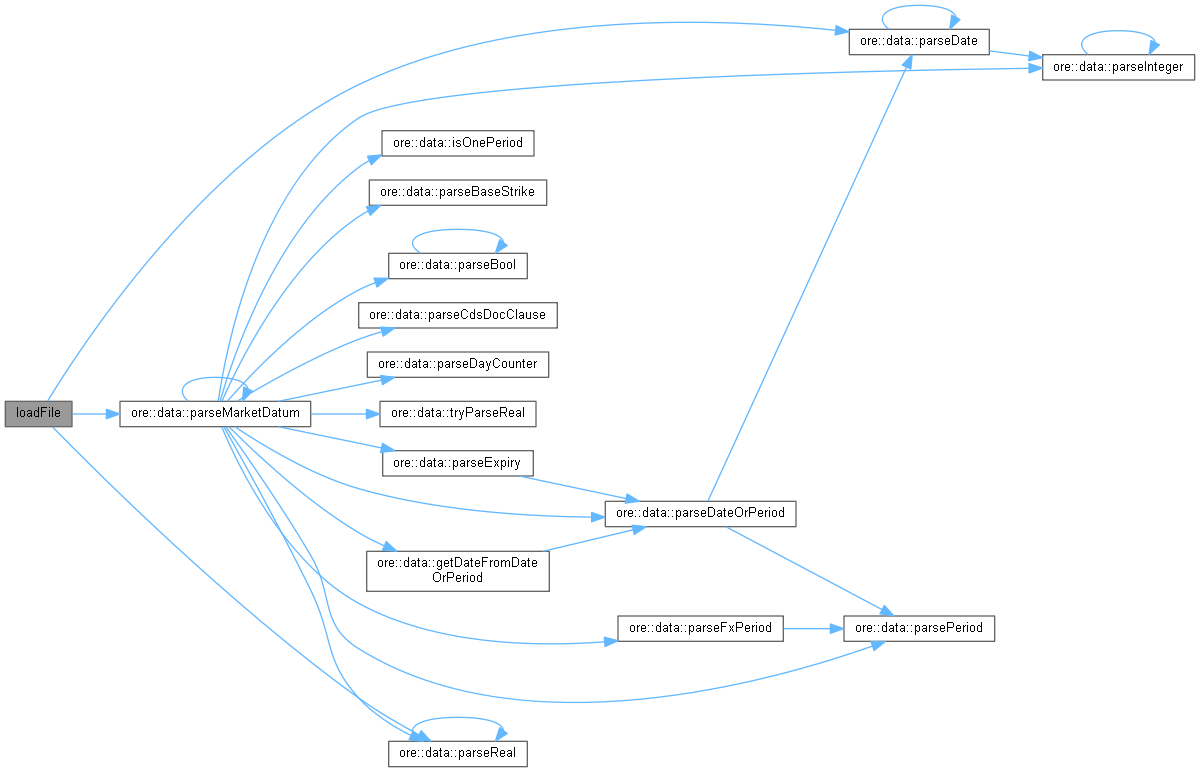 ore::data::parseDate
ore::data::parseInteger
ore::data::isOnePeriod
ore::data::parseBaseStrike
ore::data::parseBool
ore::data::parseCdsDocClause
ore::data::parseDayCounter
loadFile
ore::data::parseMarketDatum
ore::data::tryParseReal
ore::data::parseExpiry
ore::data::parseDateOrPeriod
ore::data::getDateFromDate
OrPeriod
ore::data::parseFxPeriod
ore::data::parsePeriod
ore::data::parseReal